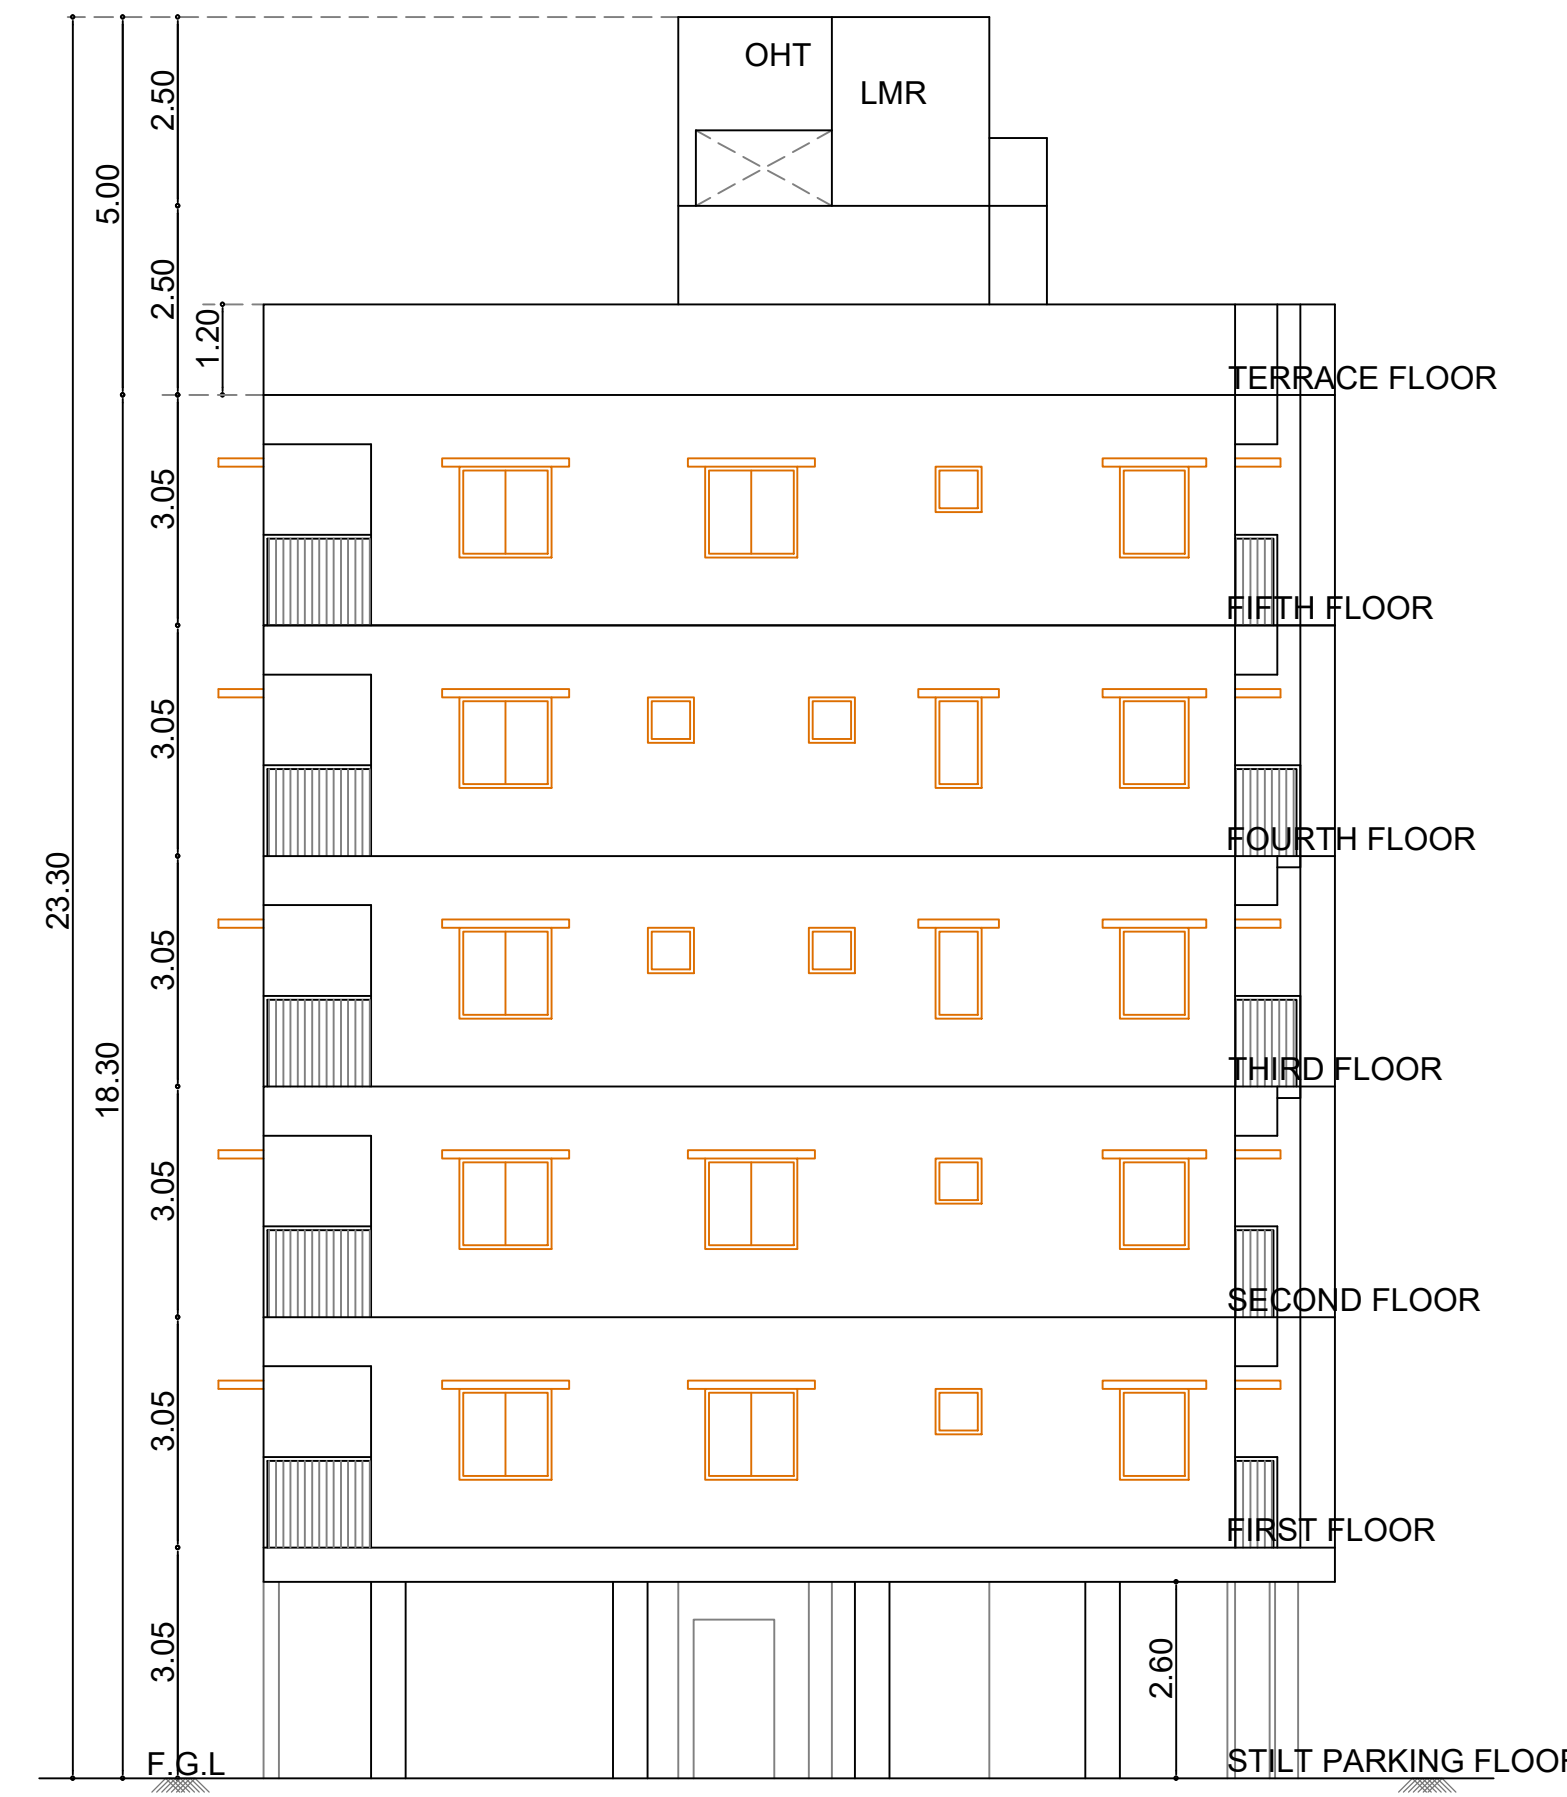 OHT
LMR
2.50
5.00
2.50
1.20
TERRACE FLOOR
3.05
FIFTH FLOOR
3.05
FOURTH FLOOR
23.30
3.05
THIRD FLOOR
18.30
3.05
SECOND FLOOR
3.05
FIRST FLOOR
3.05
2.60
F.G.L
STILT PARKING FLOOR